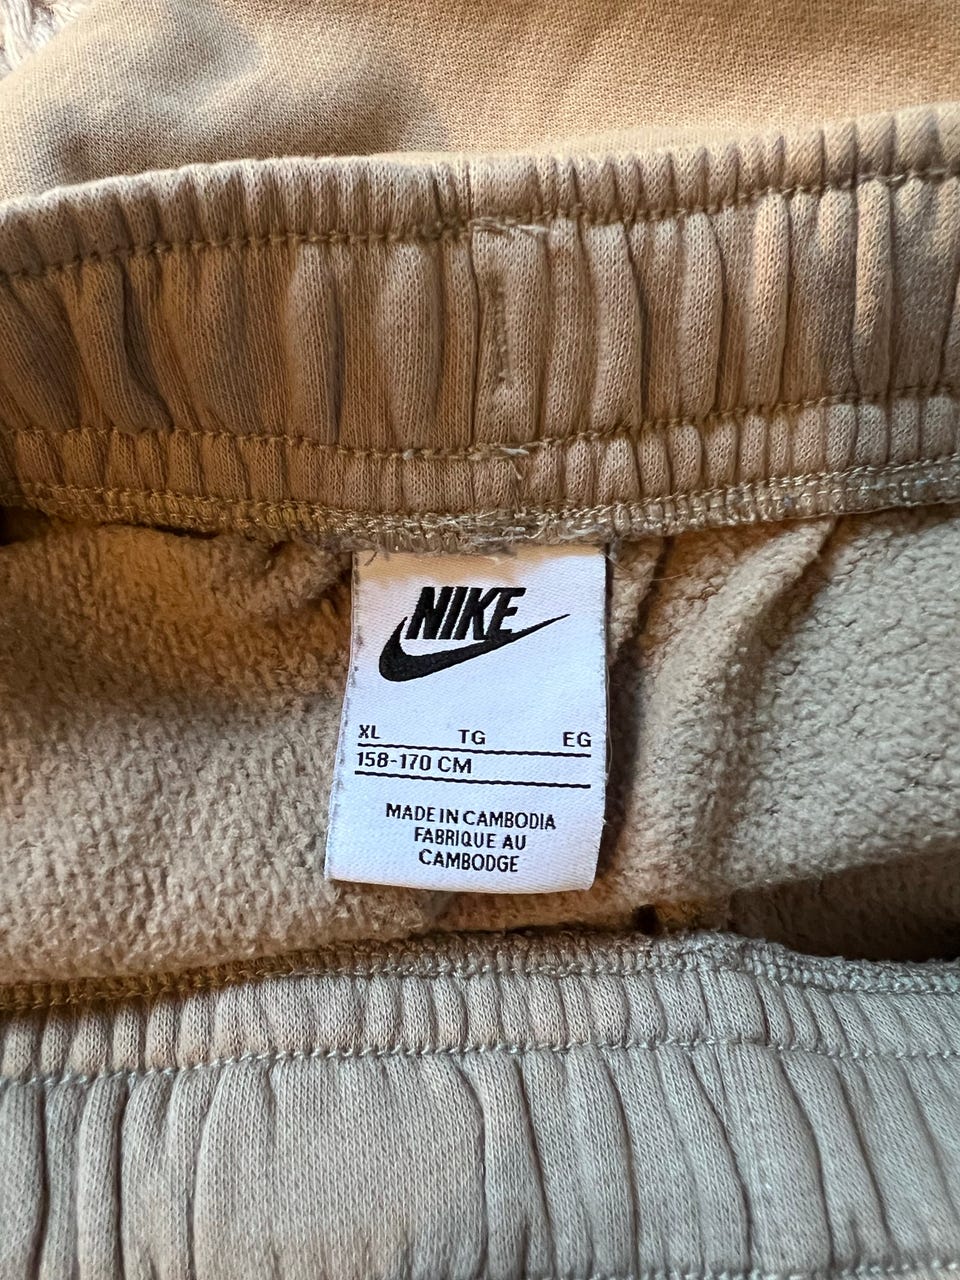 NIKE
XL TG EG
158-170 CM
MADE IN CAMBODIA
FABRIQUE AU
CAMBODGE